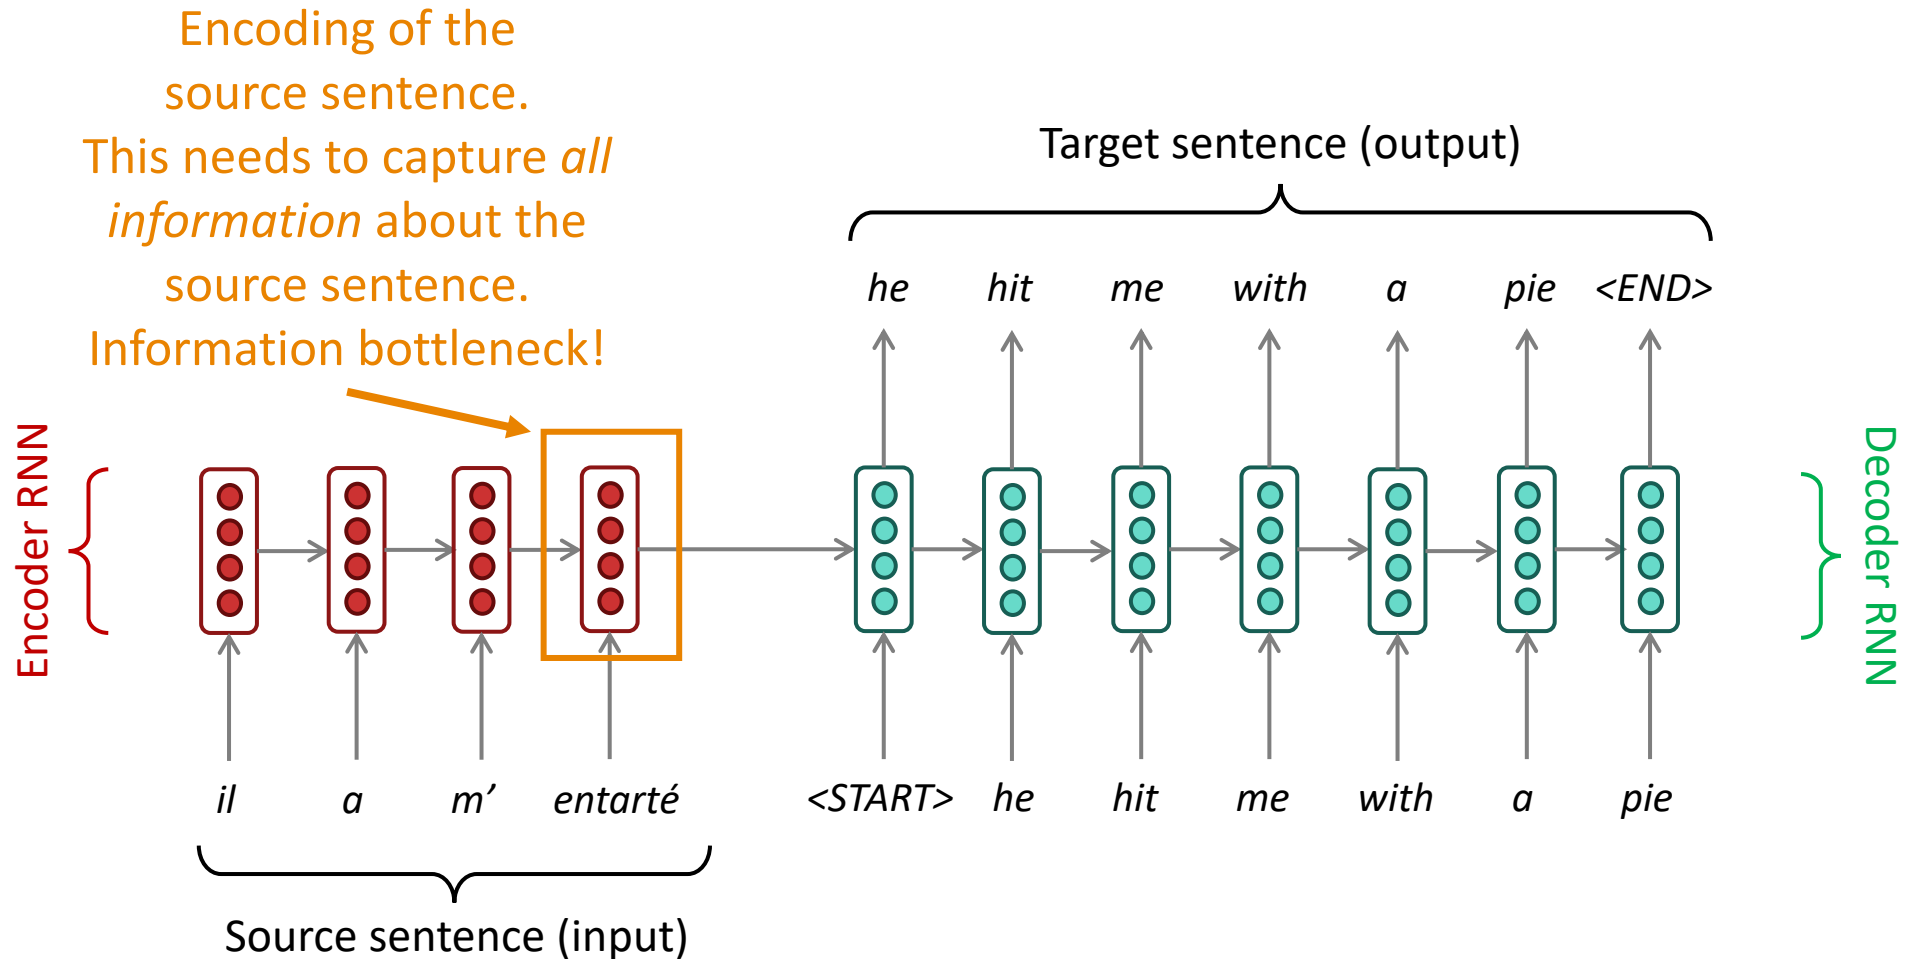 Encoding of the
source sentence.
This needs to capture all
information about the
source sentence.
Information bottleneck!
Target sentence (output)
he hit me with a pie <END>
Encoder RNN
Decoder RNN
il a m’ entarté
<START> he hit me with a pie
Source sentence (input)